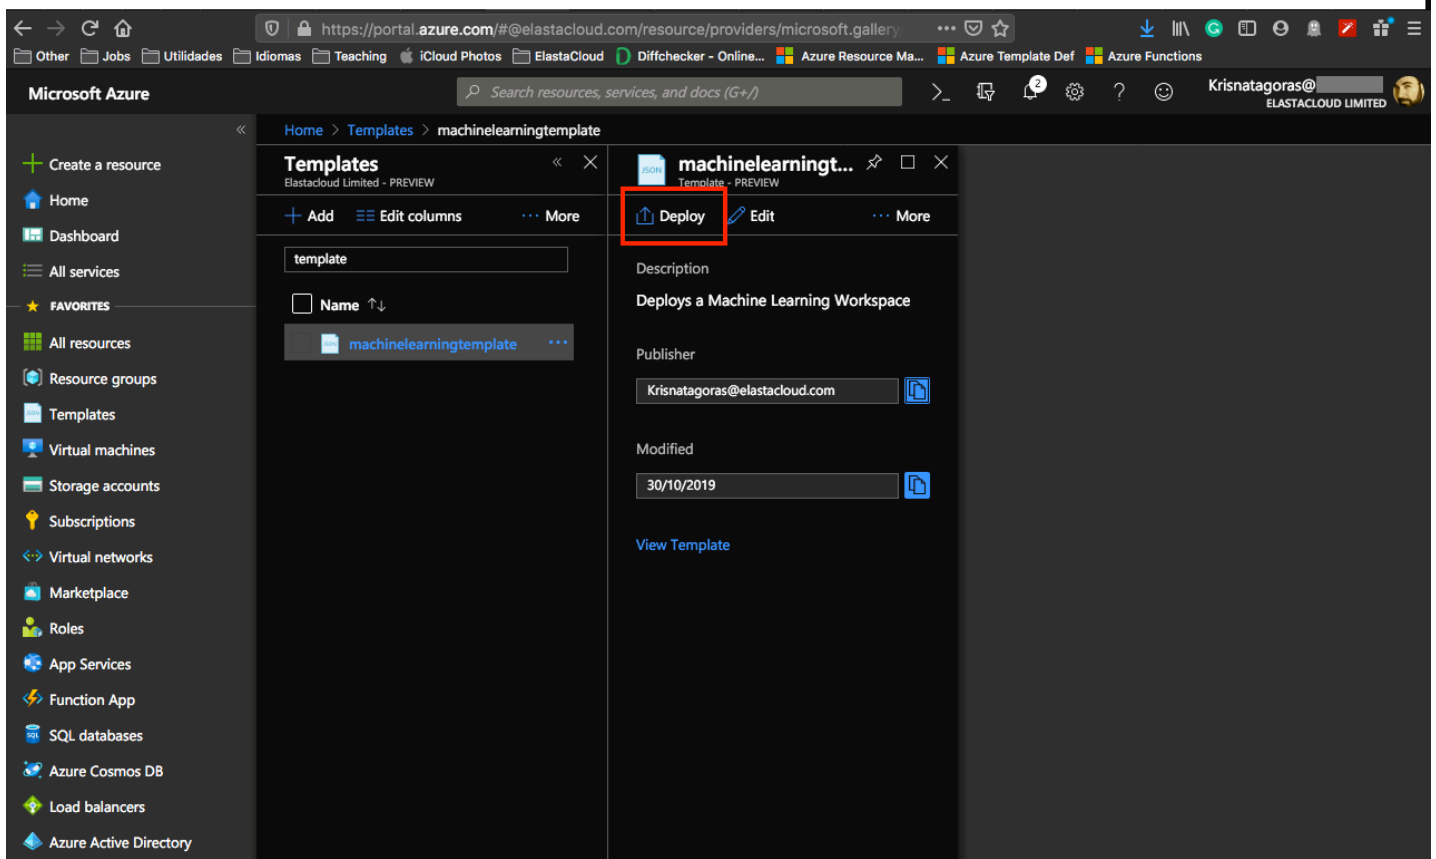 https://portal.azure.com/#@elastacloud.com/resource/providers/microsoft.gallery/
Other Jobs Utilidades Idiomas Teaching iCloud Photos ElastaCloud Diffchecker - Online... Azure Resource Ma... Azure Template Def Azure Functions
Microsoft Azure
Search resources, services, and docs (G+/)
2
Krisnatagoras@
ELASTACLOUD LIMITED
Home > Templates > machinelearningtemplate
Create a resource
Home
Dashboard
All services
FAVORITES
All resources
Resource groups
Templates
Virtual machines
Storage accounts
Subscriptions
Virtual networks
Marketplace
Roles
App Services
Function App
SQL databases
Azure Cosmos DB
Load balancers
Azure Active Directory
Templates
Elastacloud Limited - PREVIEW
Add Edit columns ... More
template
Name
machinelearningtemplate ...
JSON
machinelearningt...
Template - PREVIEW
Deploy Edit ... More
Description
Deploys a Machine Learning Workspace
Publisher
Krisnatagoras@elastacloud.com
Modified
30/10/2019
View Template